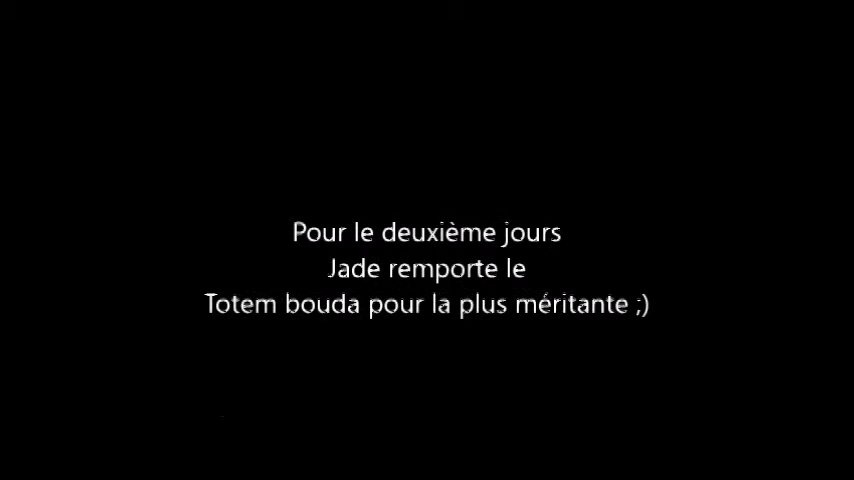 Pour le deuxième jours
Jade remporte le
Totem bouda pour la plus méritante ;)